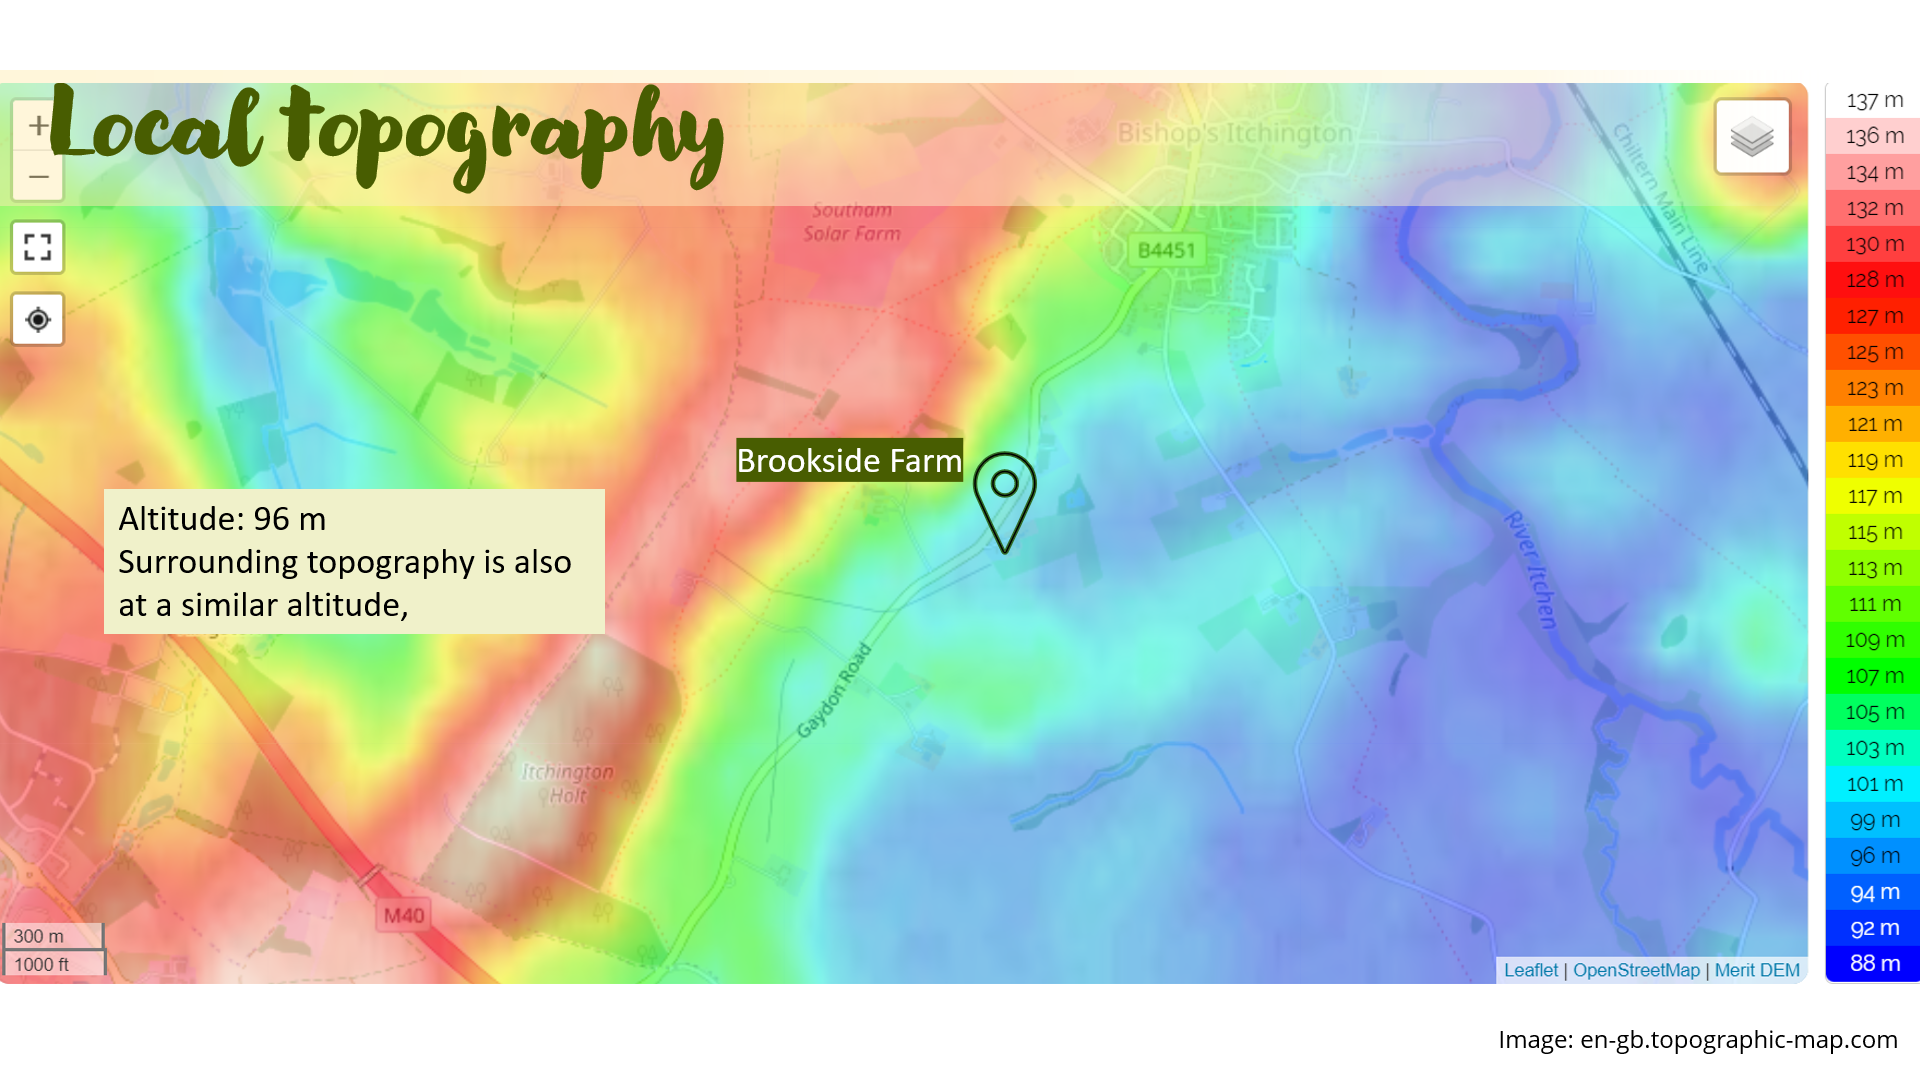 Local topography
+
−
Bishop's Itchington
Chiltern Main Line
Southam
Solar Farm
B4451
Brookside Farm
Altitude: 96 m
Surrounding topography is also
at a similar altitude,
River Itchen
Gaydon Road
Itchington
Holt
M40
300 m
1000 ft
Leaflet | OpenStreetMap | Merit DEM
137 m
136 m
134 m
132 m
130 m
128 m
127 m
125 m
123 m
121 m
119 m
117 m
115 m
113 m
111 m
109 m
107 m
105 m
103 m
101 m
99 m
96 m
94 m
92 m
88 m
Image: en-gb.topographic-map.com